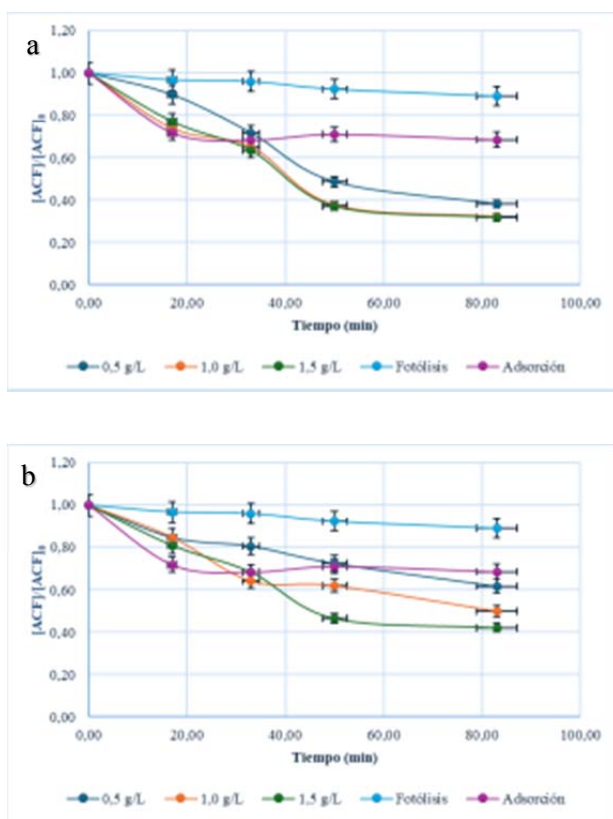 a
1,20
1,00
0,80
0,60
0,40
0,20
0,00
[ACF]/[ACF]₀
0,00 20,00 40,00 60,00 80,00 100,00
Tiempo (min)
0,5 g/L 1,0 g/L 1,5 g/L Fotólisis Adsorción
b
1,20
1,00
0,80
0,60
0,40
0,20
0,00
[ACF]/[ACF]₀
0,00 20,00 40,00 60,00 80,00 100,00
Tiempo (min)
0,5 g/L 1,0 g/L 1,5 g/L Fotólisis Adsorción